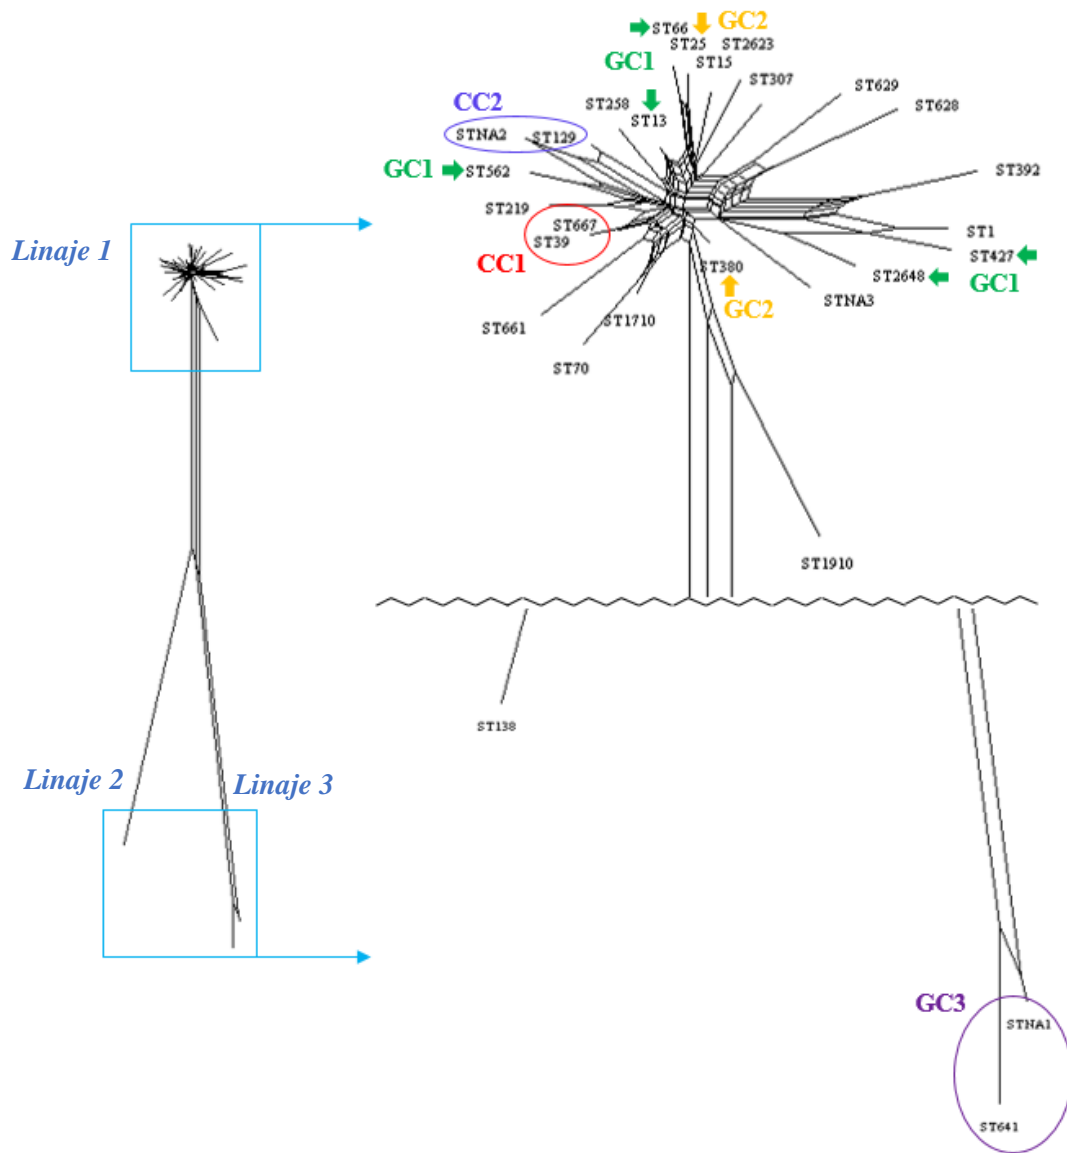 GC2
ST66
ST25
ST2623
GC1
ST15
ST307
ST629
ST258
ST628
CC2
ST13
STNA2
ST129
GC1
ST562
ST392
ST219
ST667
ST1
Linaje 1
ST39
ST427
CC1
ST380
ST2648
GC1
GC2
STNA3
ST661
ST1710
ST70
ST1910
ST138
Linaje 2
Linaje 3
GC3
STNA1
ST641